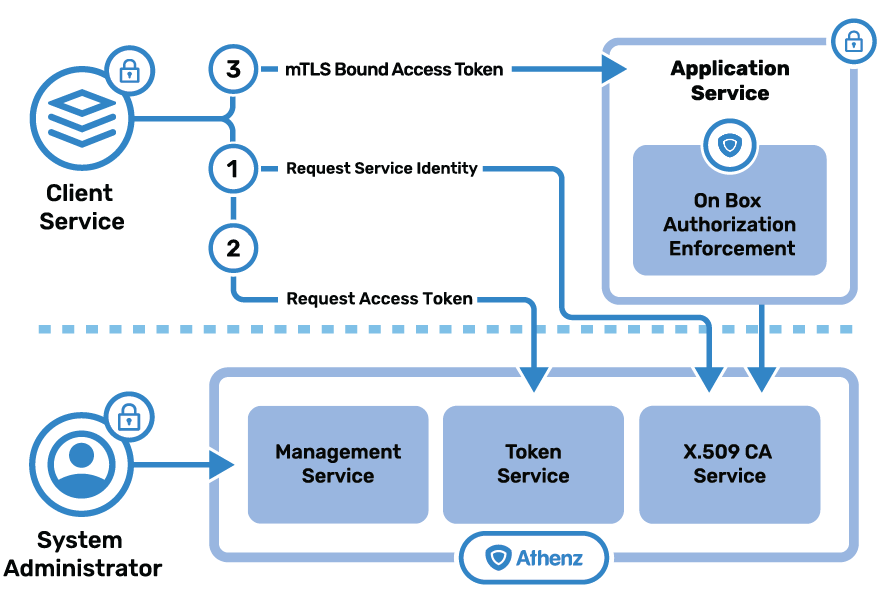 3
mTLS Bound Access Token
Application
Service
1
Request Service Identity
Client
Service
On Box
Authorization
Enforcement
2
Request Access Token
Management
Service
Token
Service
X.509 CA
Service
System
Administrator
Athenz